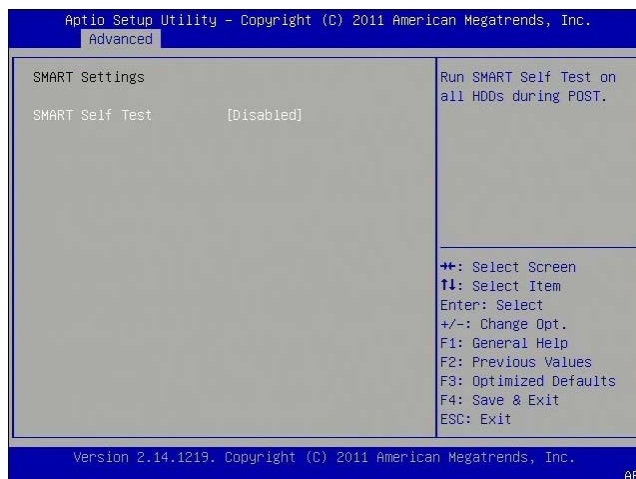 Aptio Setup Utility – Copyright (C) 2011 American Megatrends, Inc.
Advanced
SMART Settings
SMART Self Test [Disabled]
Run SMART Self Test on
all HDDs during POST.
→←: Select Screen
↑↓: Select Item
Enter: Select
+/-: Change Opt.
F1: General Help
F2: Previous Values
F3: Optimized Defaults
F4: Save & Exit
ESC: Exit
Version 2.14.1219. Copyright (C) 2011 American Megatrends, Inc.